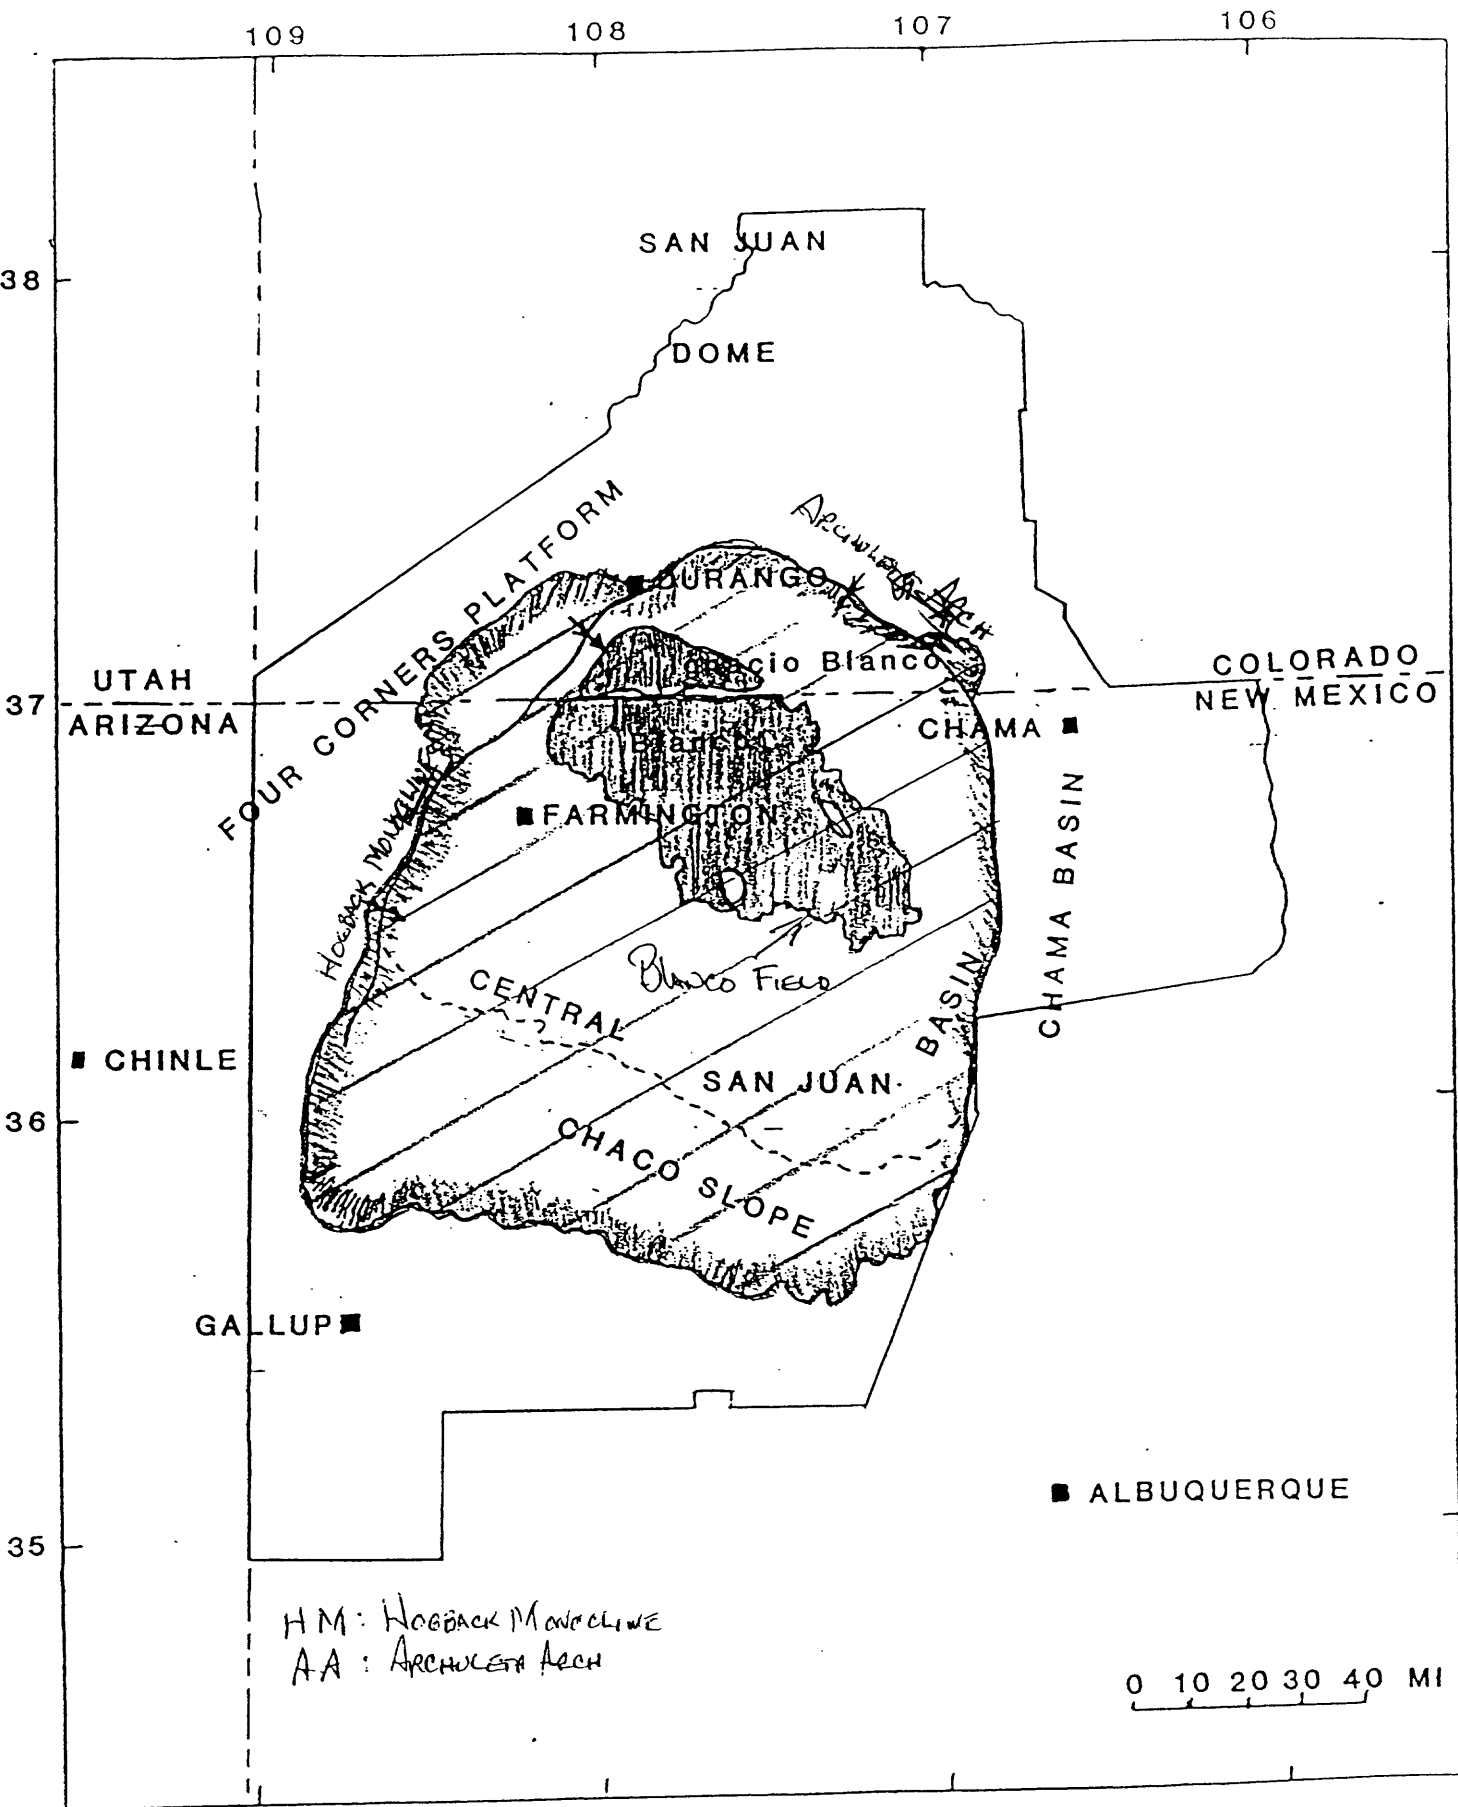 109 108 107 106
SAN JUAN
38
DOME
FOUR CORNERS PLATFORM
ARCHULETA ARCH
DURANGO
Ignacio Blanco
UTAH
COLORADO
37
NEW MEXICO
ARIZONA
CHAMA
Blanco
FARMINGTON
CHAMA BASIN
HOGBACK MONOCLINE
BLANCO FIELD
CENTRAL
BASIN
CHINLE
SAN JUAN
36
CHACO SLOPE
GALLUP
ALBUQUERQUE
35
HM: HOGBACK MONOCLINE
AA: ARCHULETA ARCH
0 10 20 30 40 MI